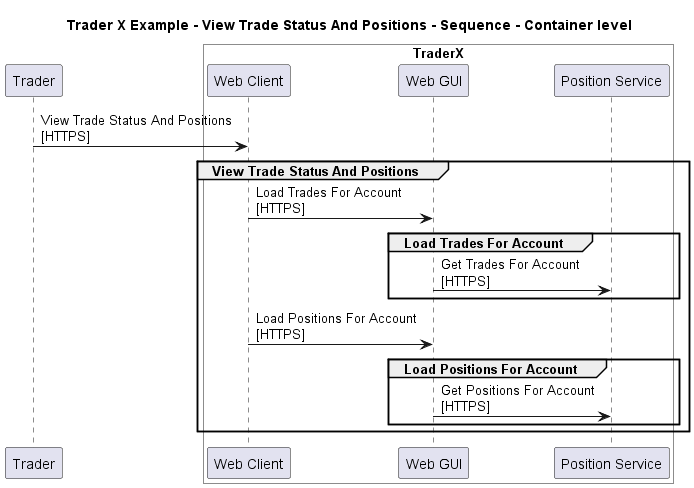 Trader X Example - View Trade Status And Positions - Sequence - Container level
TraderX
Trader
Web Client
Web GUI
Position Service
View Trade Status And Positions
[HTTPS]
View Trade Status And Positions
Load Trades For Account
[HTTPS]
Load Trades For Account
Get Trades For Account
[HTTPS]
Load Positions For Account
[HTTPS]
Load Positions For Account
Get Positions For Account
[HTTPS]
Trader
Web Client
Web GUI
Position Service